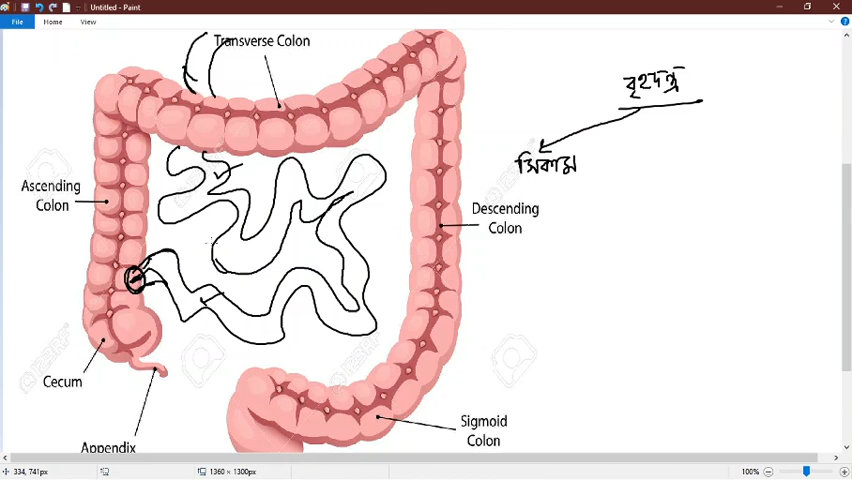 Untitled - Paint
File Home View
Transverse Colon
বৃহদন্ত্র
সিকাম
Ascending
Colon
Descending
Colon
Cecum
Sigmoid
Colon
Appendix
334, 741px
1360 × 1300px
100%